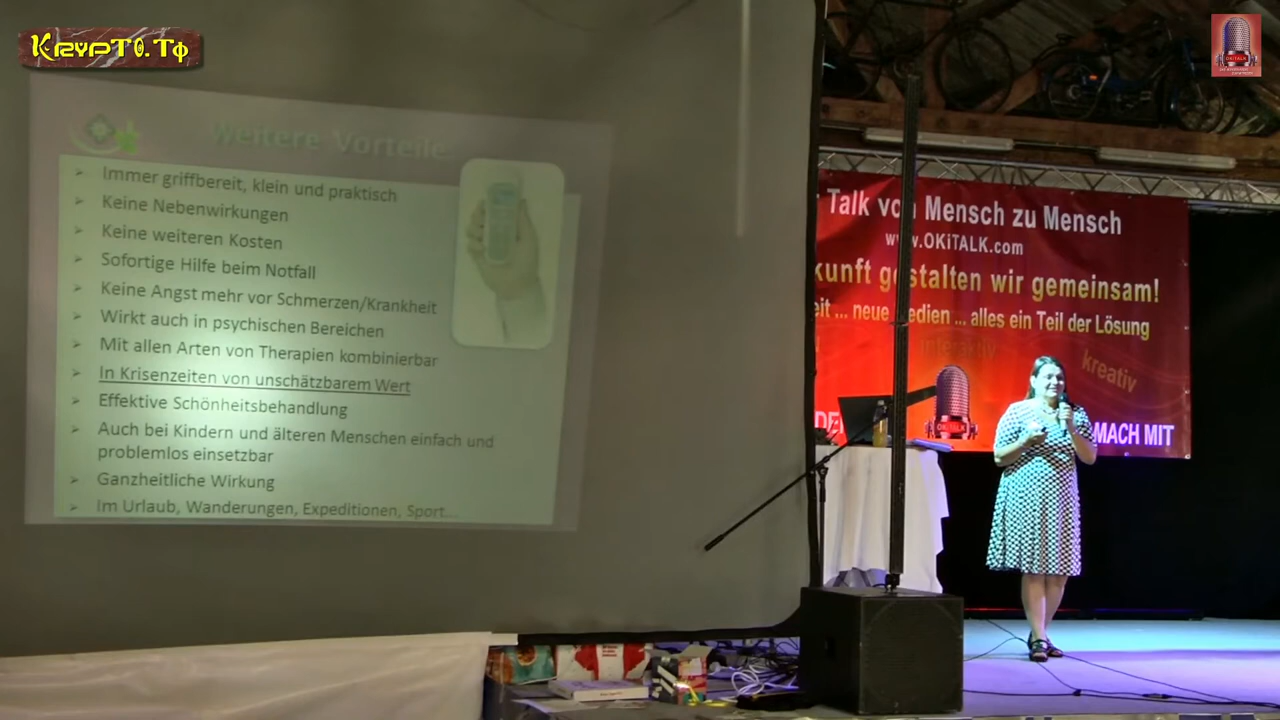 KryptO.Tφ
Weitere Vorteile
Immer griffbereit, klein und praktisch
Keine Nebenwirkungen
Keine weiteren Kosten
Sofortige Hilfe beim Notfall
Keine Angst mehr vor Schmerzen/Krankheit
Wirkt auch in psychischen Bereichen
Mit allen Arten von Therapien kombinierbar
In Krisenzeiten von unschätzbarem Wert
Effektive Schönheitsbehandlung
Auch bei Kindern und älteren Menschen einfach und
problemlos einsetzbar
Ganzheitliche Wirkung
Im Urlaub, Wanderungen, Expeditionen, Sport...
OKiTALK
Talk von Mensch zu Mensch
www.OKiTALK.com
kunft gestalten wir gemeinsam!
eit ... neue Medien ... alles ein Teil der Lösung
interaktiv
kreativ
OKiTALK
MACH MIT